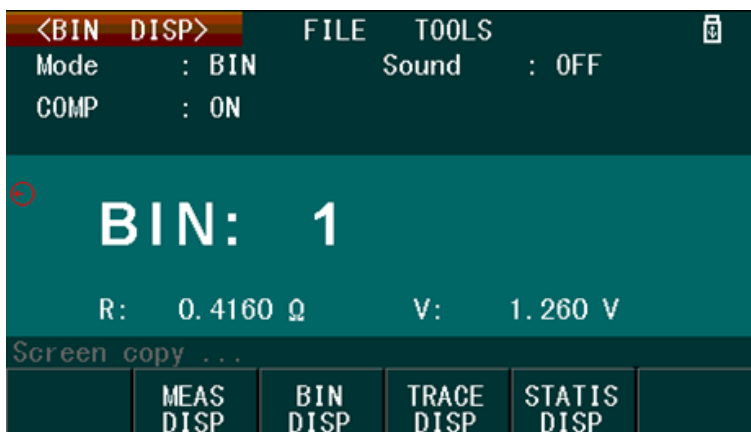 <BIN DISP> FILE TOOLS
Mode : BIN Sound : OFF
COMP : ON
BIN: 1
R: 0.4160 Ω V: 1.260 V
Screen copy ...
MEAS DISP BIN DISP TRACE DISP STATIS DISP